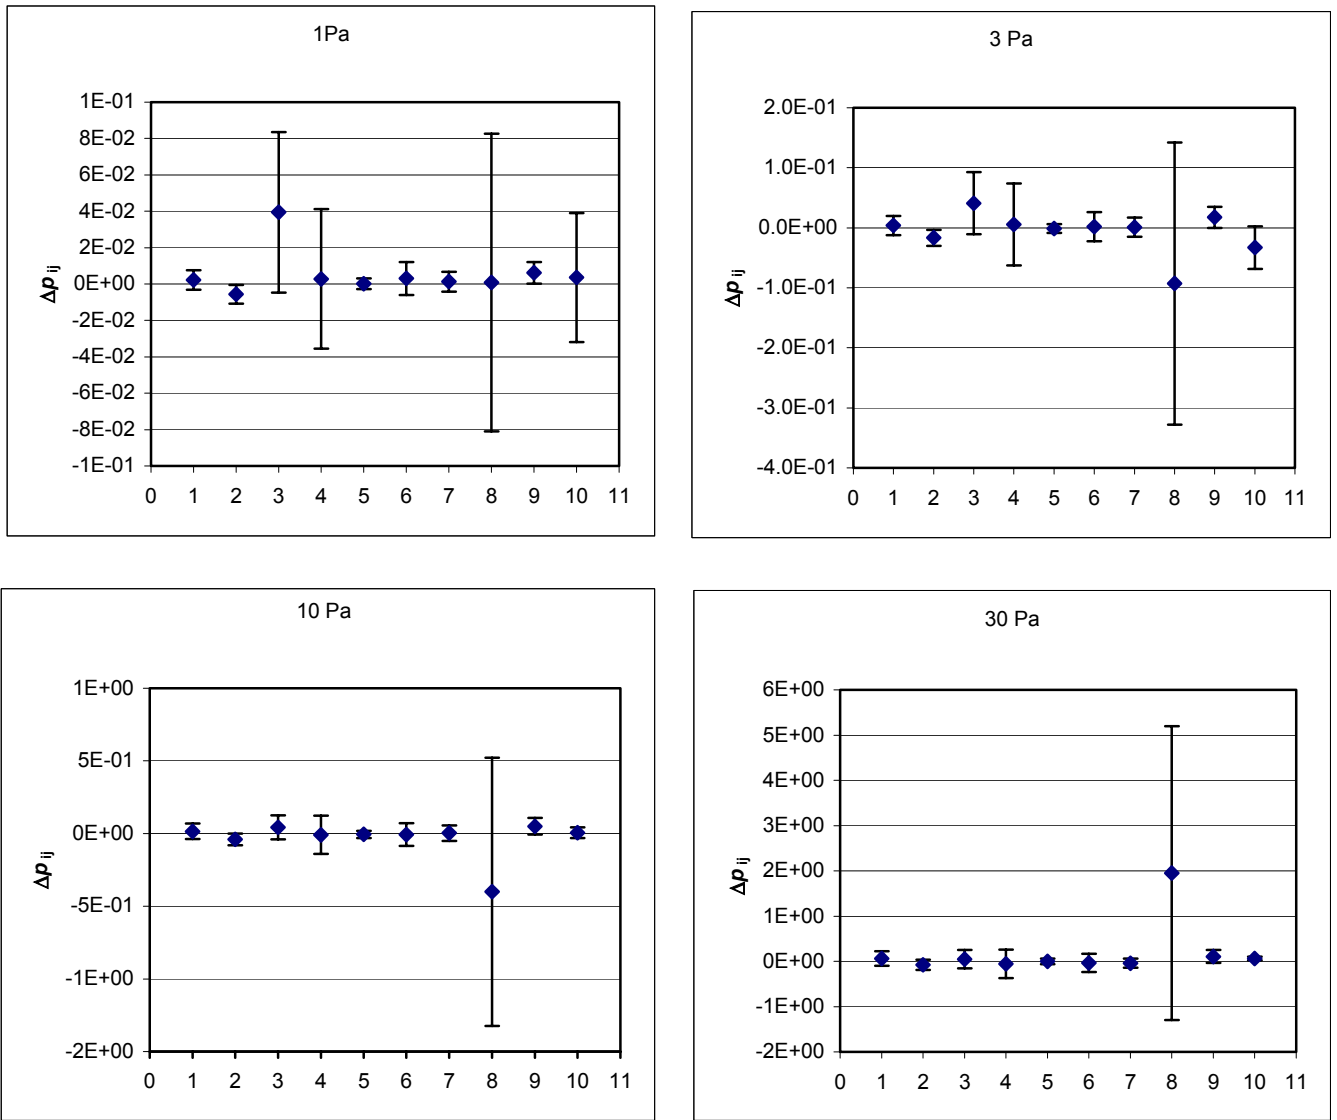 1Pa
1E-01
8E-02
6E-02
4E-02
2E-02
0E+00
-2E-02
-4E-02
-6E-02
-8E-02
-1E-01
Δp ij
0 1 2 3 4 5 6 7 8 9 10 11
3 Pa
2.0E-01
1.0E-01
0.0E+00
-1.0E-01
-2.0E-01
-3.0E-01
-4.0E-01
Δp ij
0 1 2 3 4 5 6 7 8 9 10 11
10 Pa
1E+00
5E-01
0E+00
-5E-01
-1E+00
-2E+00
Δp ij
0 1 2 3 4 5 6 7 8 9 10 11
30 Pa
6E+00
5E+00
4E+00
3E+00
2E+00
1E+00
0E+00
-1E+00
-2E+00
Δp ij
0 1 2 3 4 5 6 7 8 9 10 11